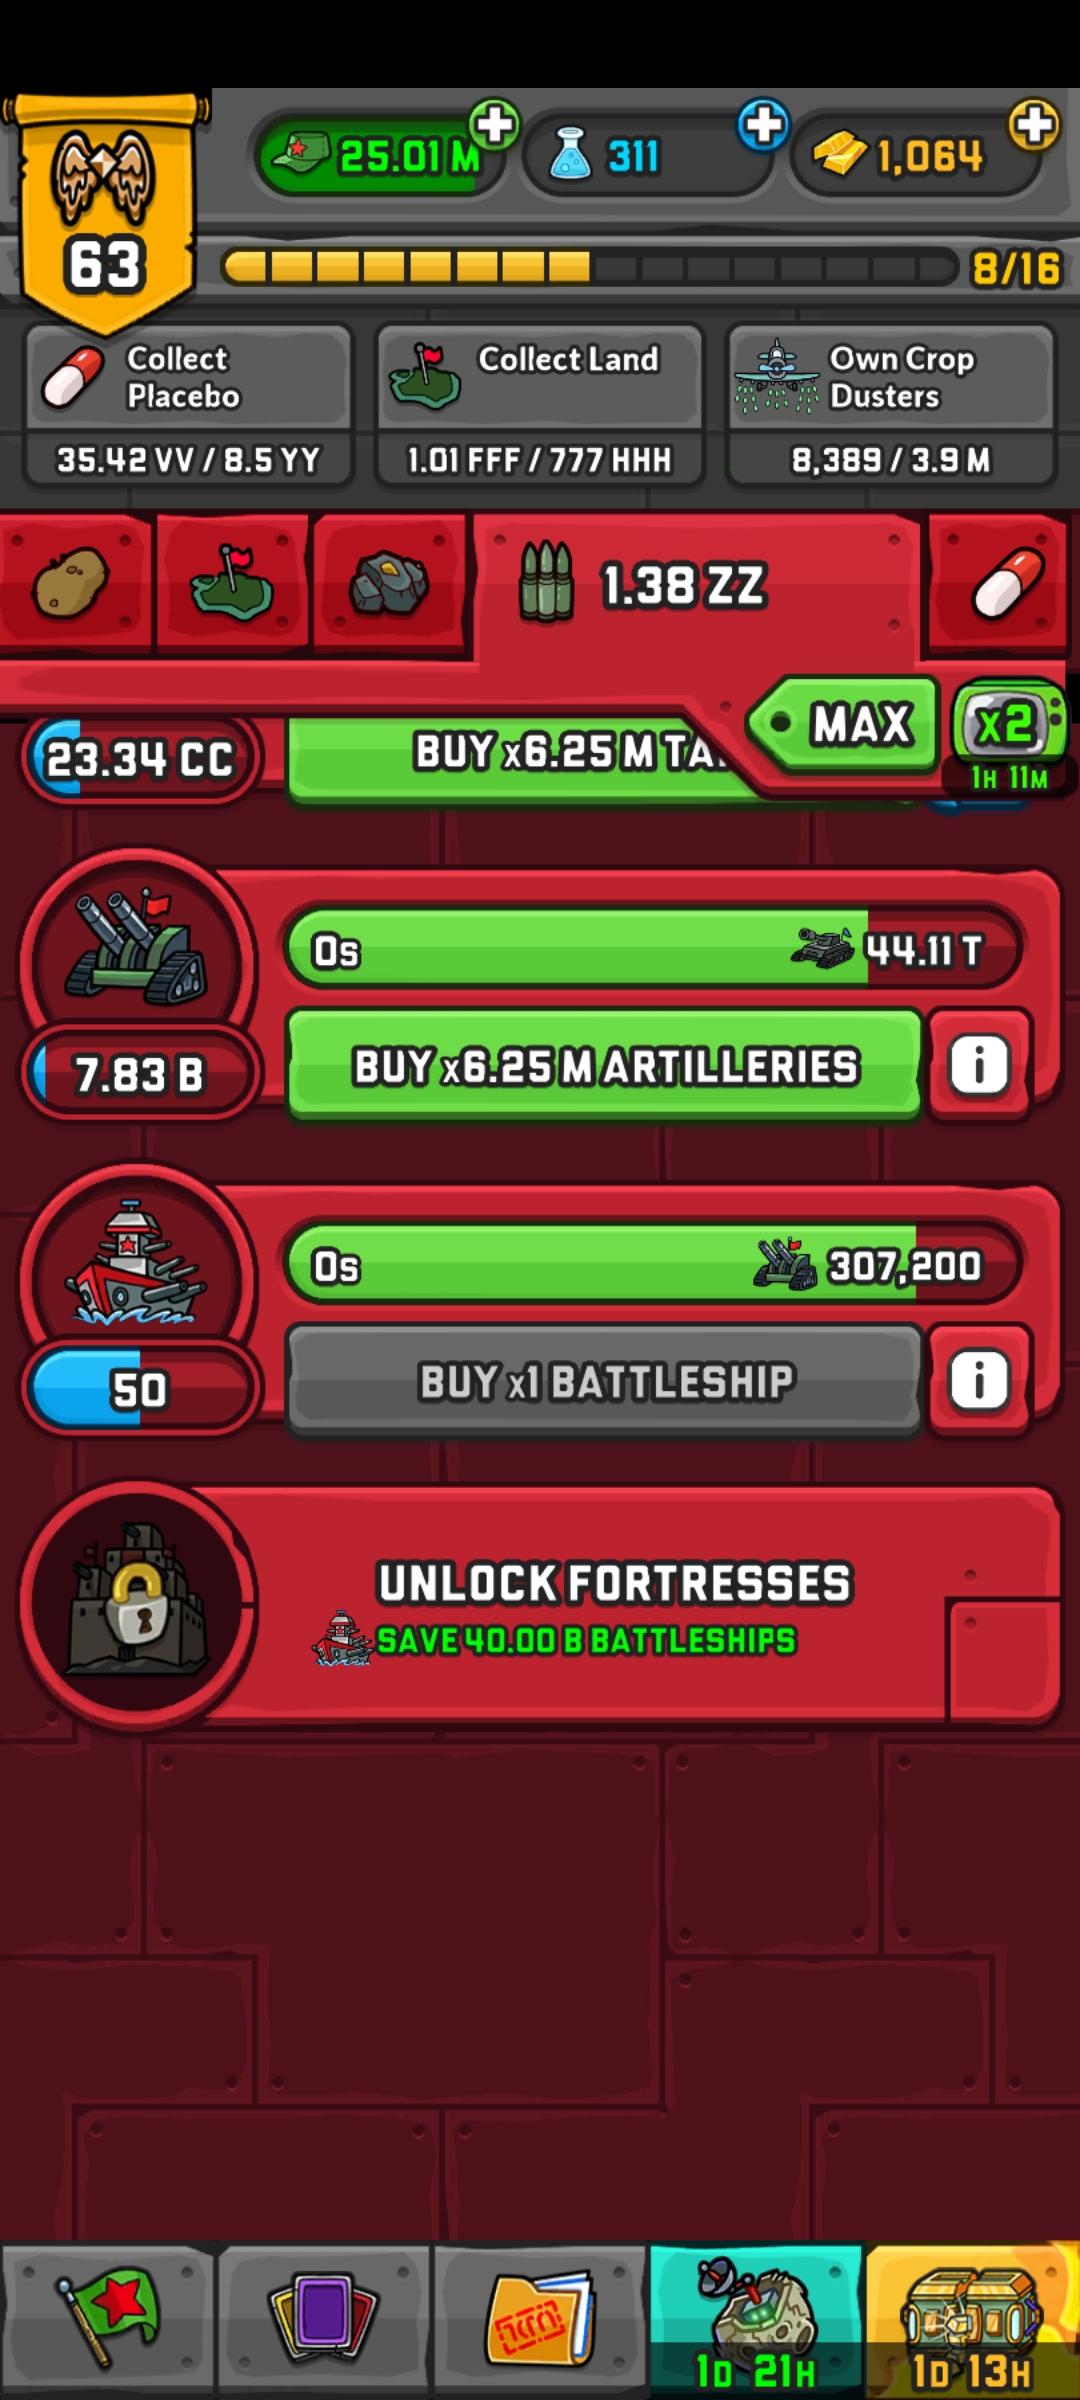 25.01 M
311
1,064
63
8/16
Collect
Placebo
35.42 VV / 8.5 YY
Collect Land
1.01 FFF / 777 HHH
Own Crop
Dusters
8,389 / 3.9 M
1.38 ZZ
MAX
x2
1H 11M
23.34 CC
BUY x6.25 M
0s
44.11 T
7.83 B
BUY x6.25 M ARTILLERIES
i
0s
307,200
50
BUY x1 BATTLESHIP
i
UNLOCK FORTRESSES
SAVE 40.00 B BATTLESHIPS
1D 21H
1D 13H